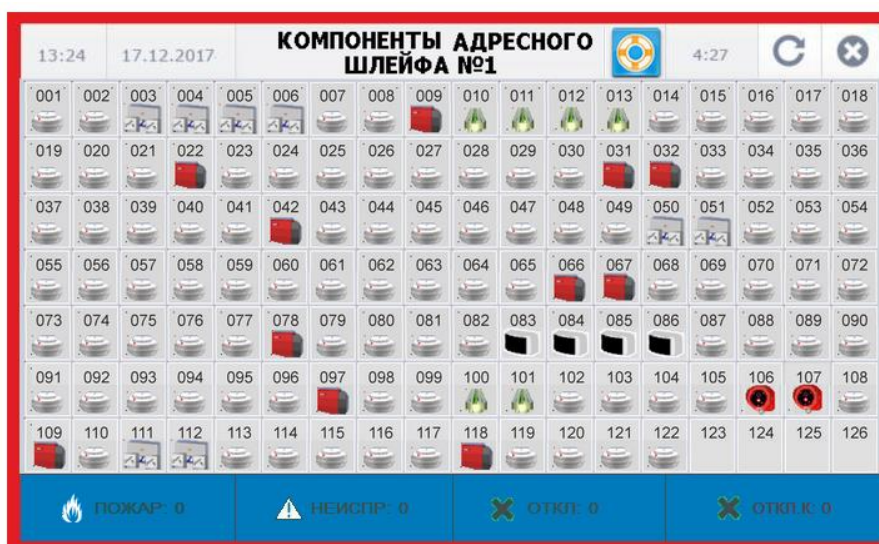 13:24 17.12.2017 КОМПОНЕНТЫ АДРЕСНОГО 4:27
ШЛЕЙФА №1
001 002 003 004 005 006 007 008 009 010 011 012 013 014 015 016 017 018
019 020 021 022 023 024 025 026 027 028 029 030 031 032 033 034 035 036
037 038 039 040 041 042 043 044 045 046 047 048 049 050 051 052 053 054
055 056 057 058 059 060 061 062 063 064 065 066 067 068 069 070 071 072
073 074 075 076 077 078 079 080 081 082 083 084 085 086 087 088 089 090
091 092 093 094 095 096 097 098 099 100 101 102 103 104 105 106 107 108
109 110 111 112 113 114 115 116 117 118 119 120 121 122 123 124 125 126
ПОЖАР: 0 НЕИСПР: 0 ОТКЛ: 0 ОТКЛ.К: 0